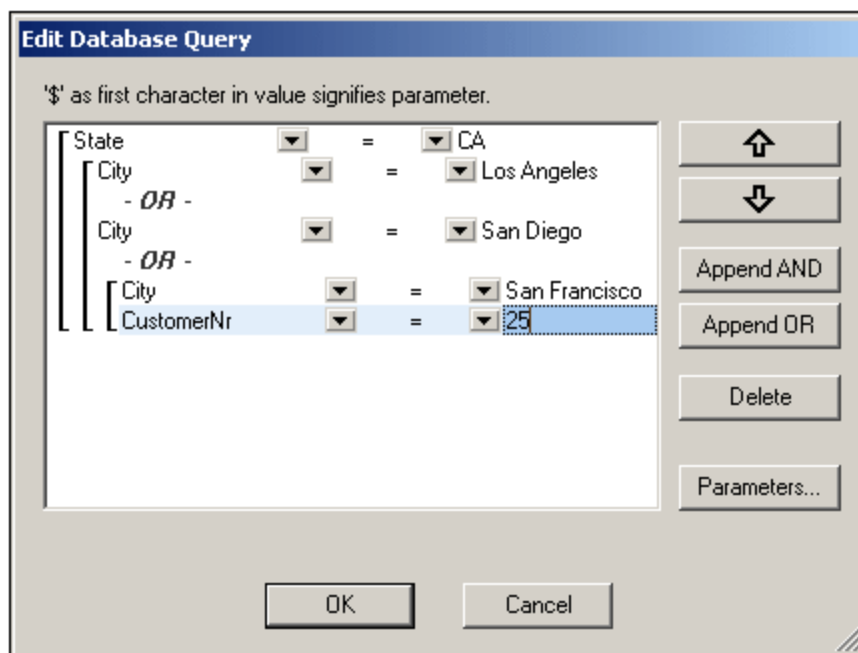 Edit Database Query
'$' as first character in value signifies parameter.
State = CA
City = Los Angeles
- OR -
City = San Diego
- OR -
City = San Francisco
CustomerNr = 25
Append AND
Append OR
Delete
Parameters...
OK Cancel